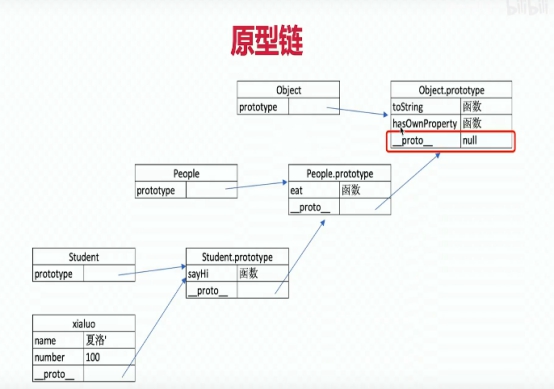 bilibili
原型链
Object
prototype
Object.prototype
toString 函数
hasOwnProperty 函数
__proto__ null
People
prototype
People.prototype
eat 函数
__proto__
Student
prototype
Student.prototype
sayHi 函数
__proto__
xialuo
name 夏洛'
number 100
__proto__